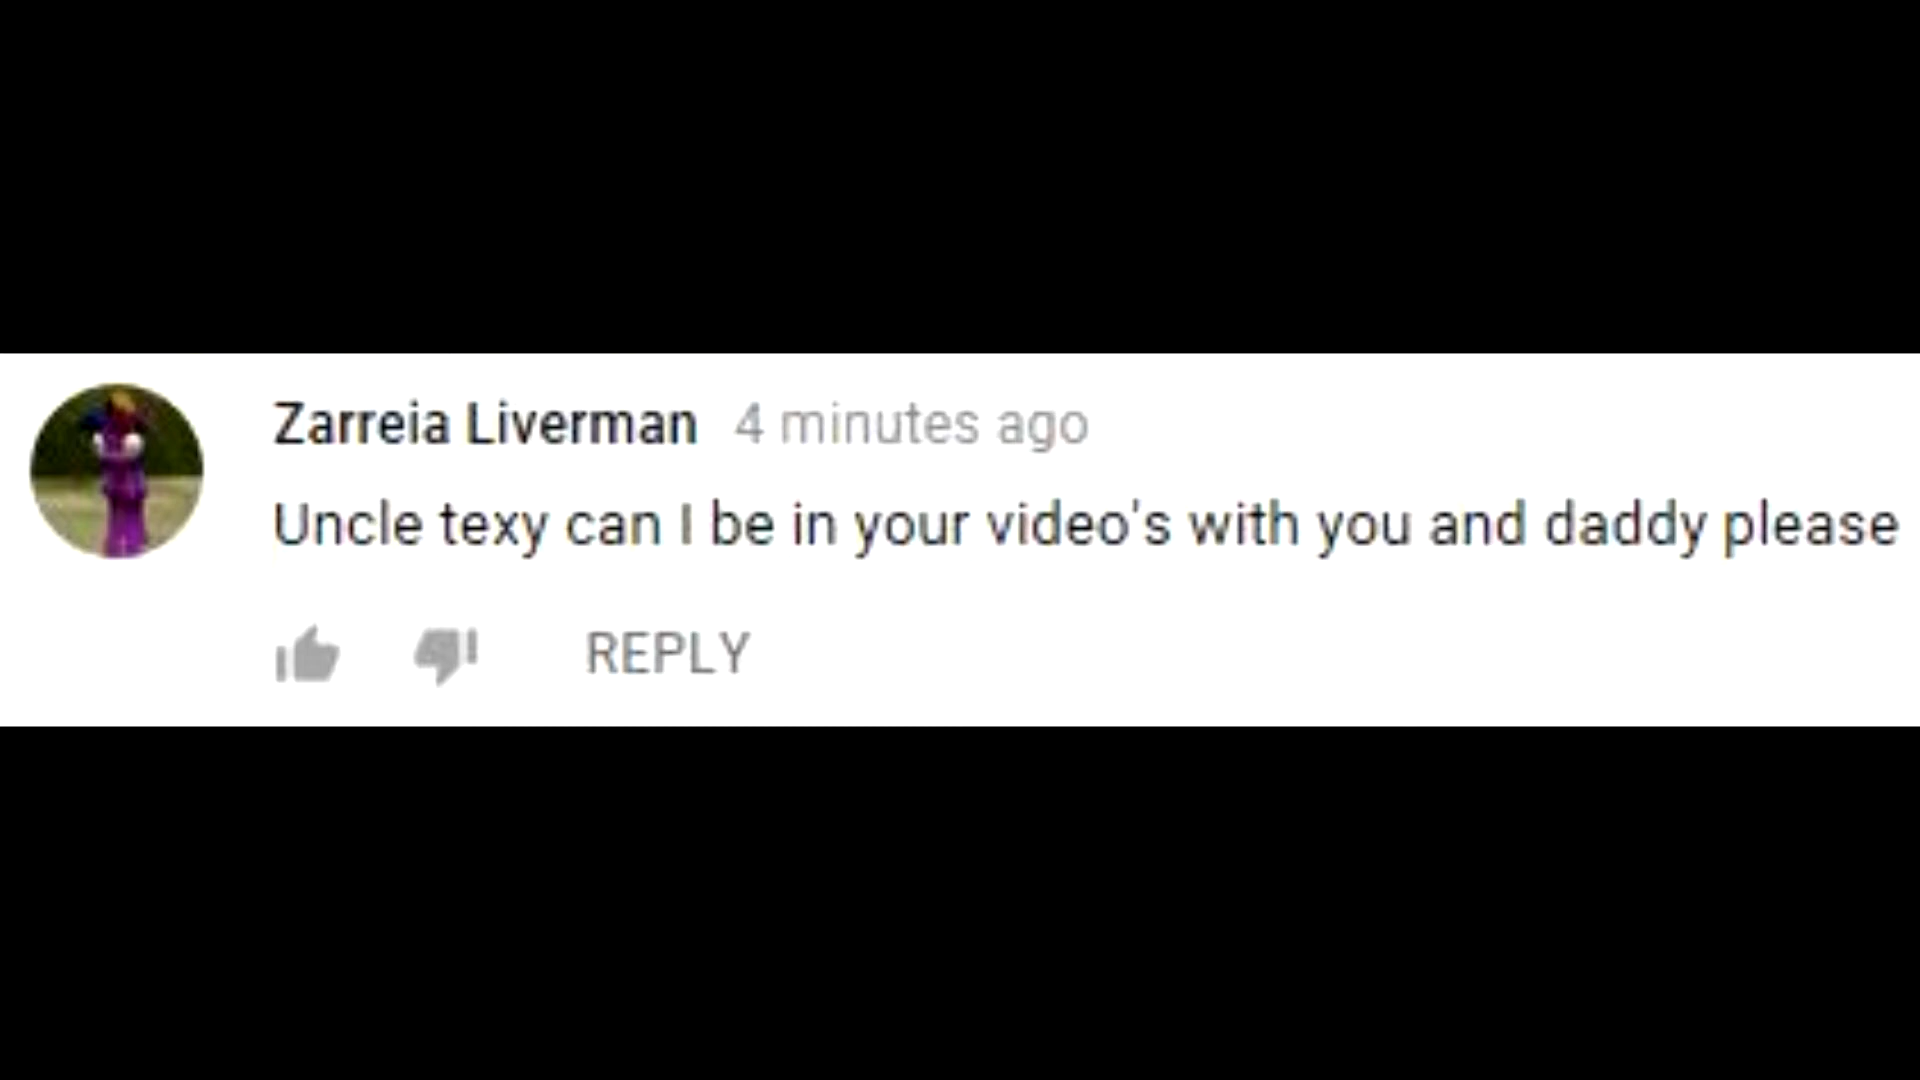 Zarreia Liverman 4 minutes ago
Uncle texy can I be in your video's with you and daddy please
REPLY